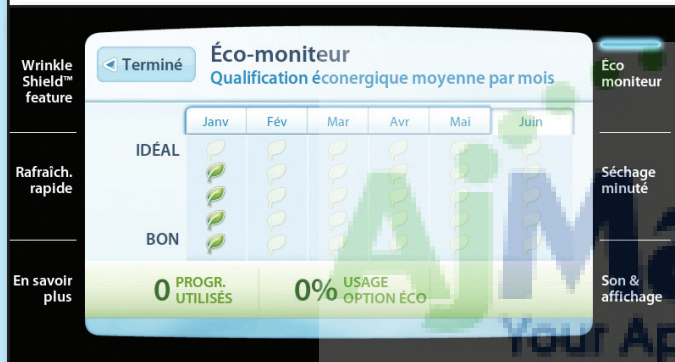 Wrinkle
Shield™
feature
Rafraîch.
rapide
En savoir
plus
Terminé
Éco-moniteur
Qualification éconergique moyenne par mois
Janv Fév Mar Avr Mai Juin
IDÉAL
BON
0 PROGR.
UTILISÉS
0% USAGE
OPTION ÉCO
Éco
moniteur
Séchage
minuté
Son &
affichage
Your Ap